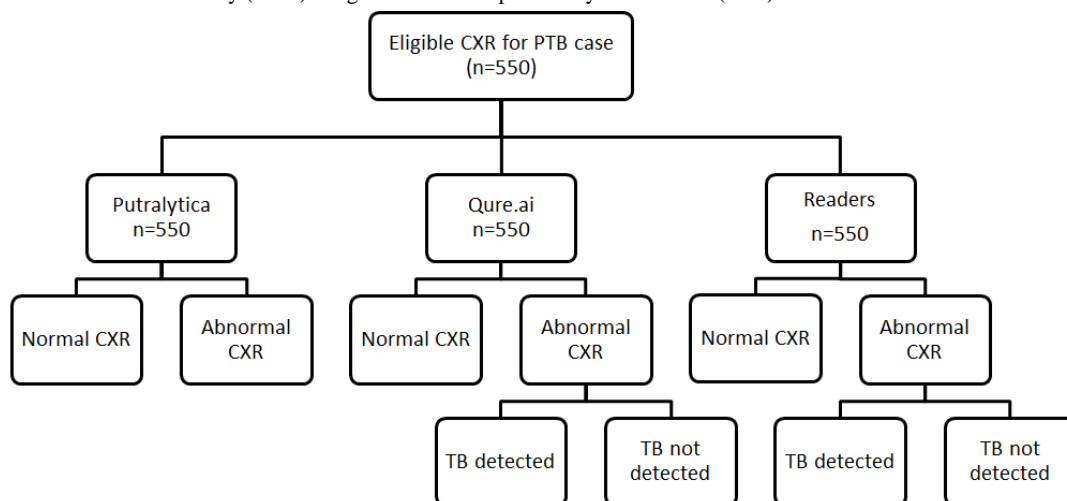 Eligible CXR for PTB case
(n=550)
Putralytica
n=550
Qure.ai
n=550
Readers
n=550
Normal CXR
Abnormal
CXR
Normal CXR
Abnormal
CXR
Normal CXR
Abnormal
CXR
TB detected
TB not
detected
TB detected
TB not
detected